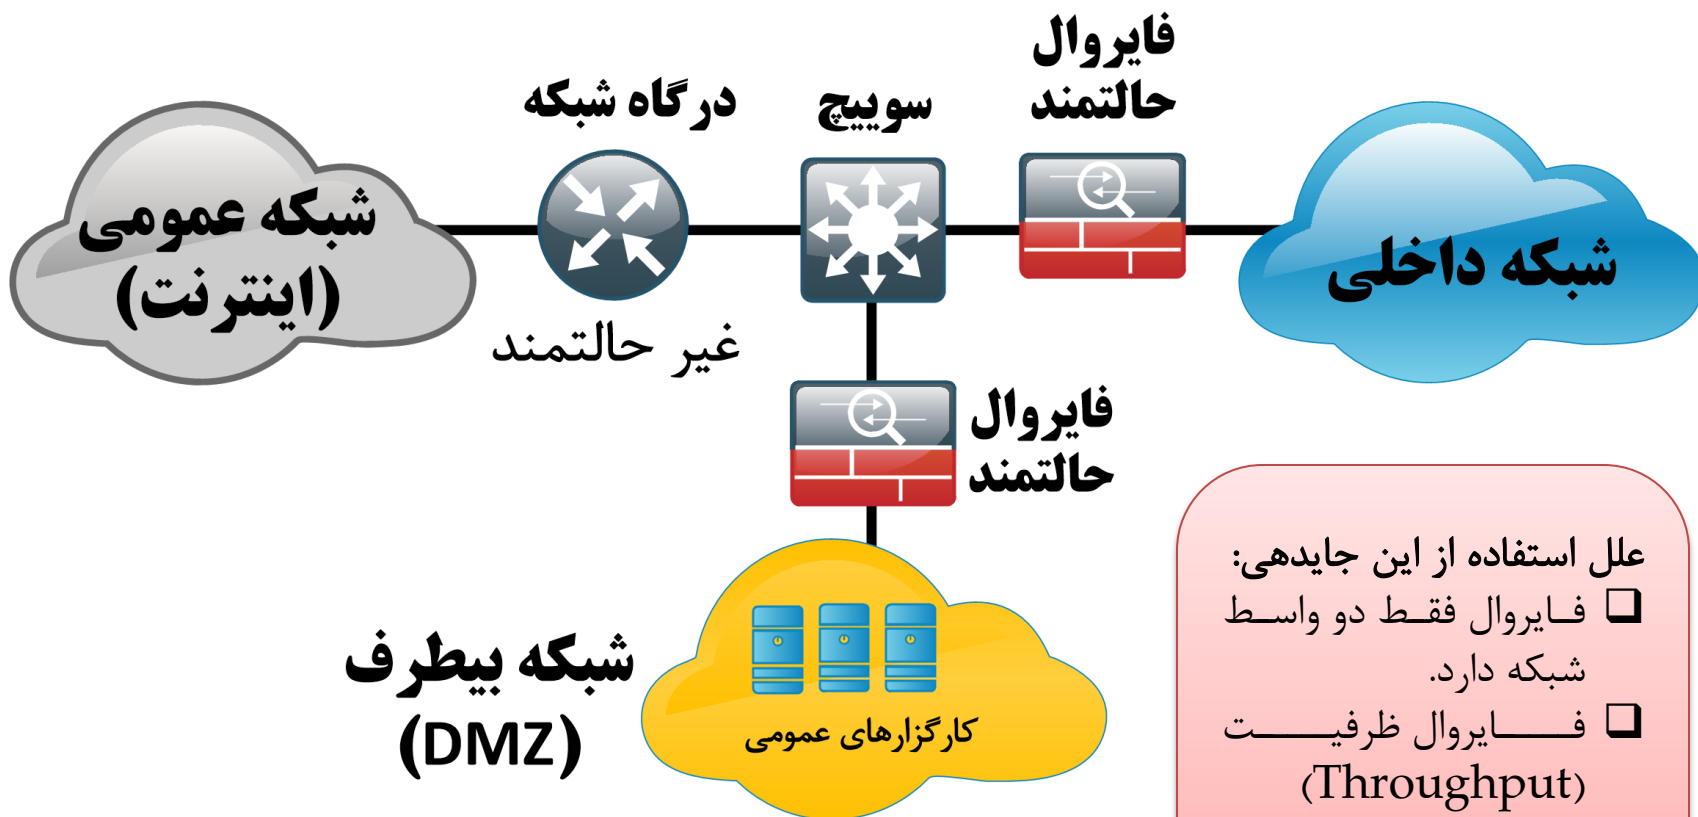 فایروال
حالتمند
درگاه شبکه
سوییچ
شبکه عمومی
(اینترنت)
شبکه داخلی
غیر حالتمند
فایروال
حالتمند
شبکه بیطرف
(DMZ)
کارگزارهای عمومی
علل استفاده از این جایدهی:
❑ فایروال فقط دو واسط
شبکه دارد.
❑ فایروال ظرفیت
(Throughput)